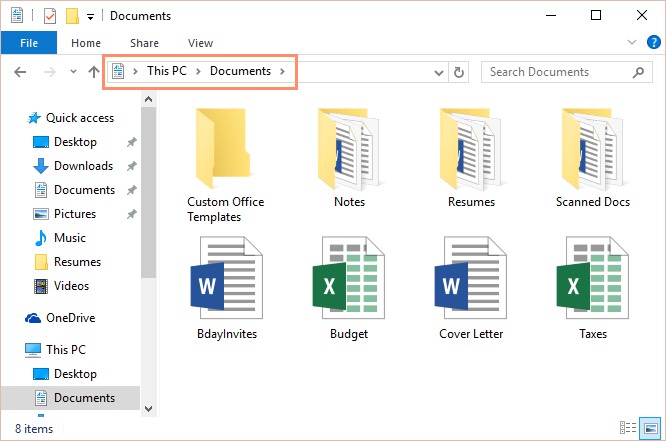 Documents
File Home Share View
This PC Documents
Search Documents
Quick access
Desktop
Downloads
Documents
Pictures
Music
Resumes
Videos
OneDrive
This PC
Desktop
Documents
Custom Office
Templates
Notes
Resumes
Scanned Docs
W
BdayInvites
X
Budget
W
Cover Letter
X
Taxes
8 items